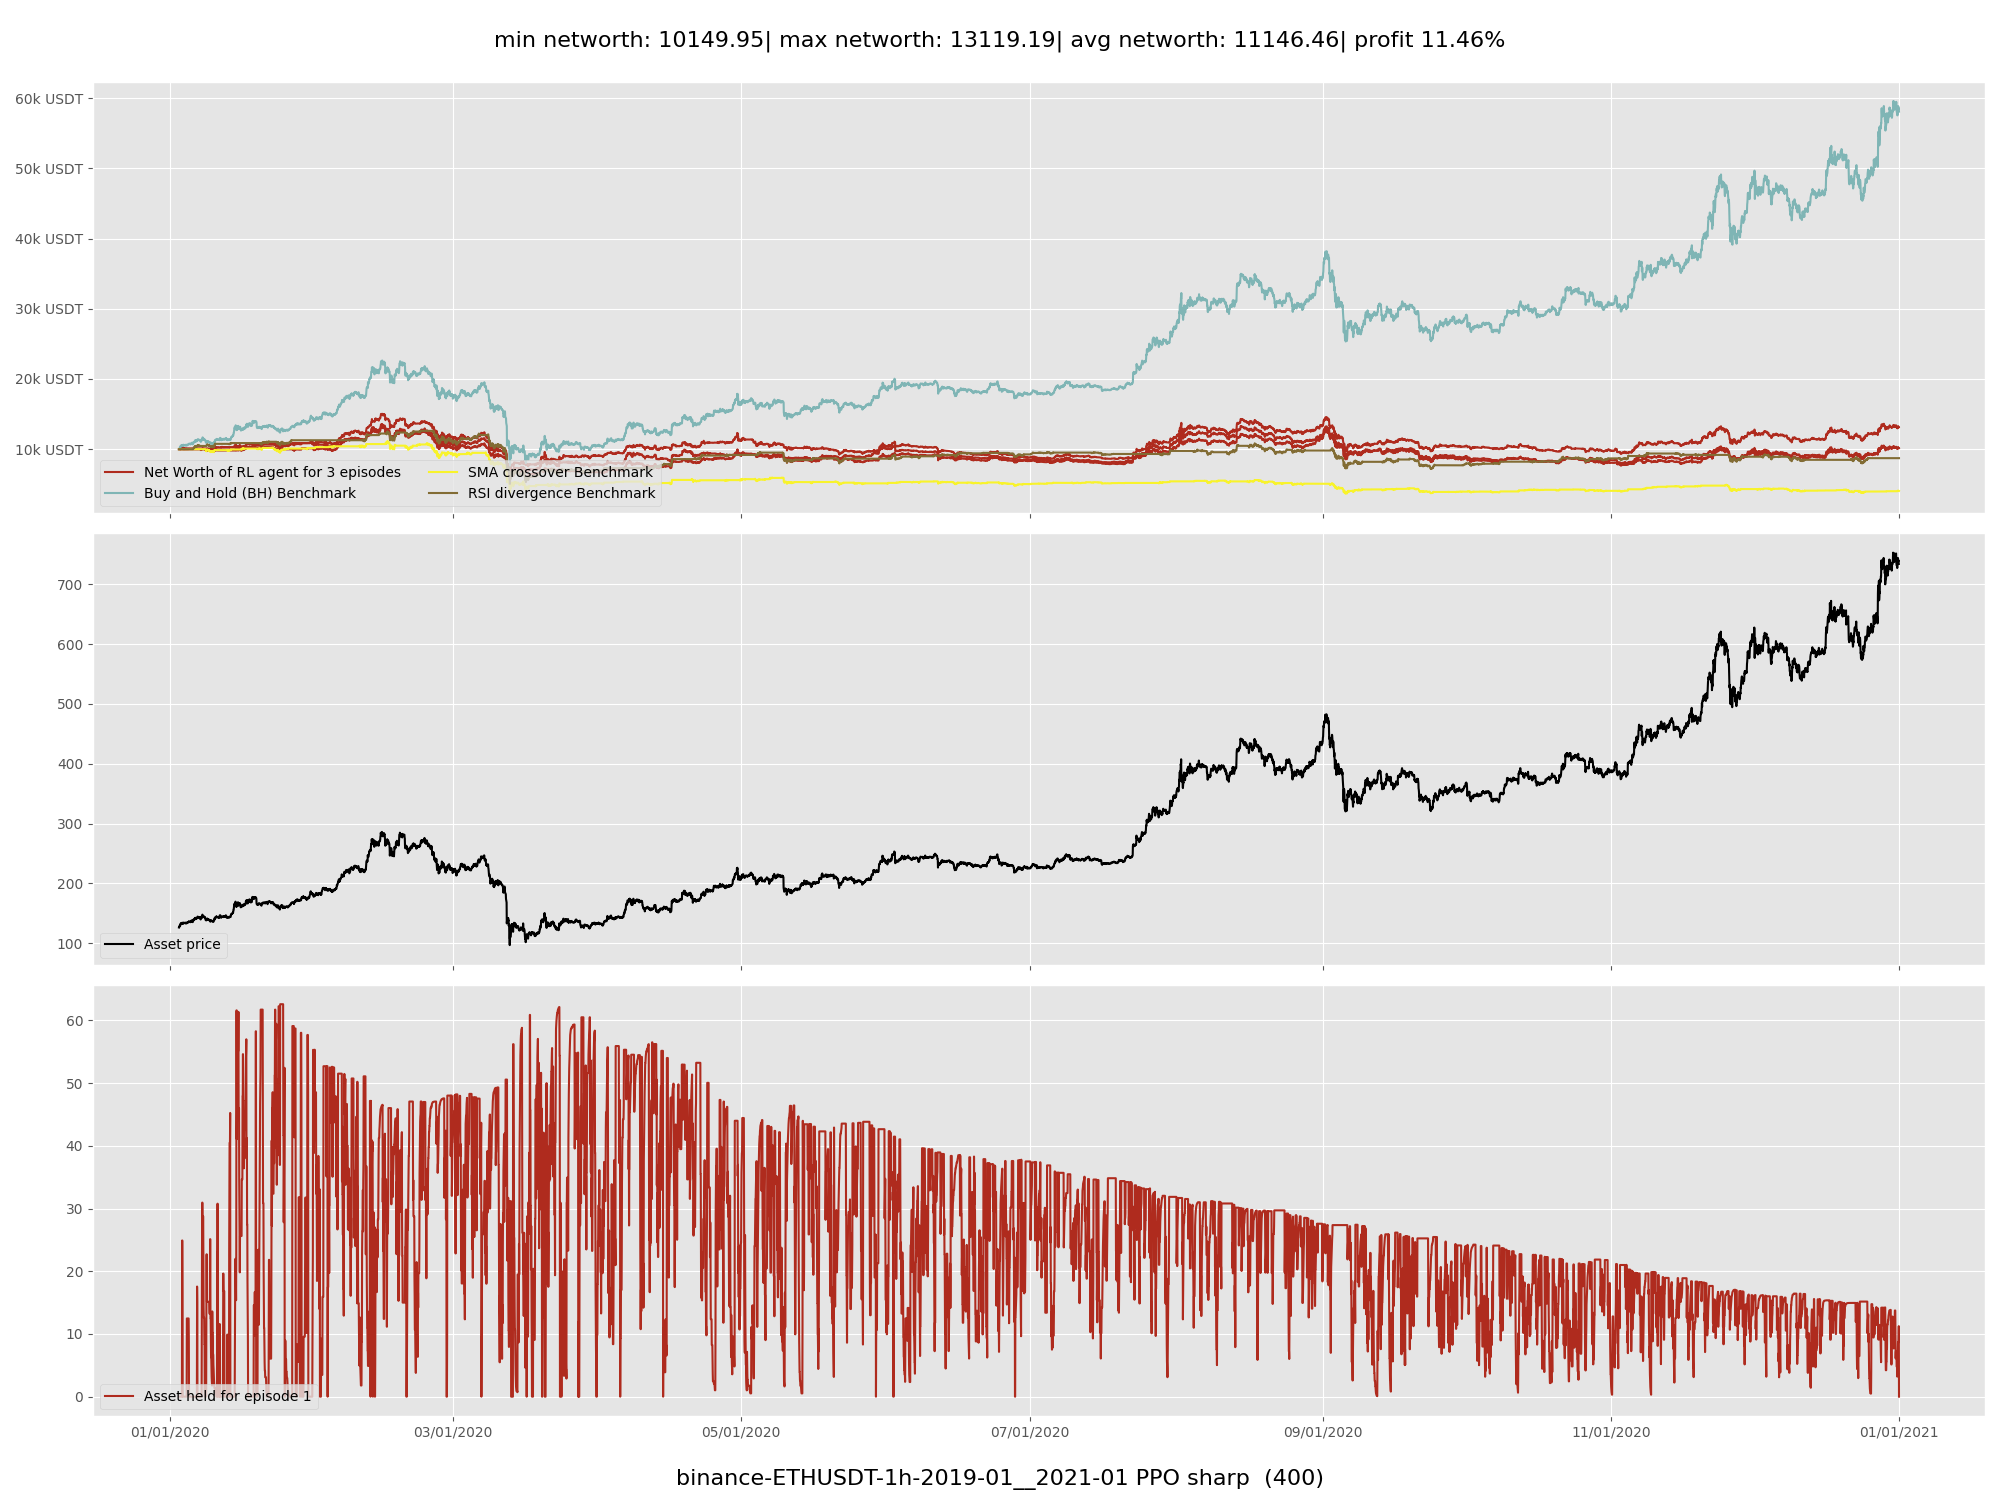 min networth: 10149.95| max networth: 13119.19| avg networth: 11146.46| profit 11.46%
60k USDT
50k USDT
40k USDT
30k USDT
20k USDT
10k USDT
Net Worth of RL agent for 3 episodes
Buy and Hold (BH) Benchmark
SMA crossover Benchmark
RSI divergence Benchmark
700
600
500
400
300
200
100
Asset price
60
50
40
30
20
10
0
Asset held for episode 1
01/01/2020
03/01/2020
05/01/2020
07/01/2020
09/01/2020
11/01/2020
01/01/2021
binance-ETHUSDT-1h-2019-01__2021-01 PPO sharp  (400)